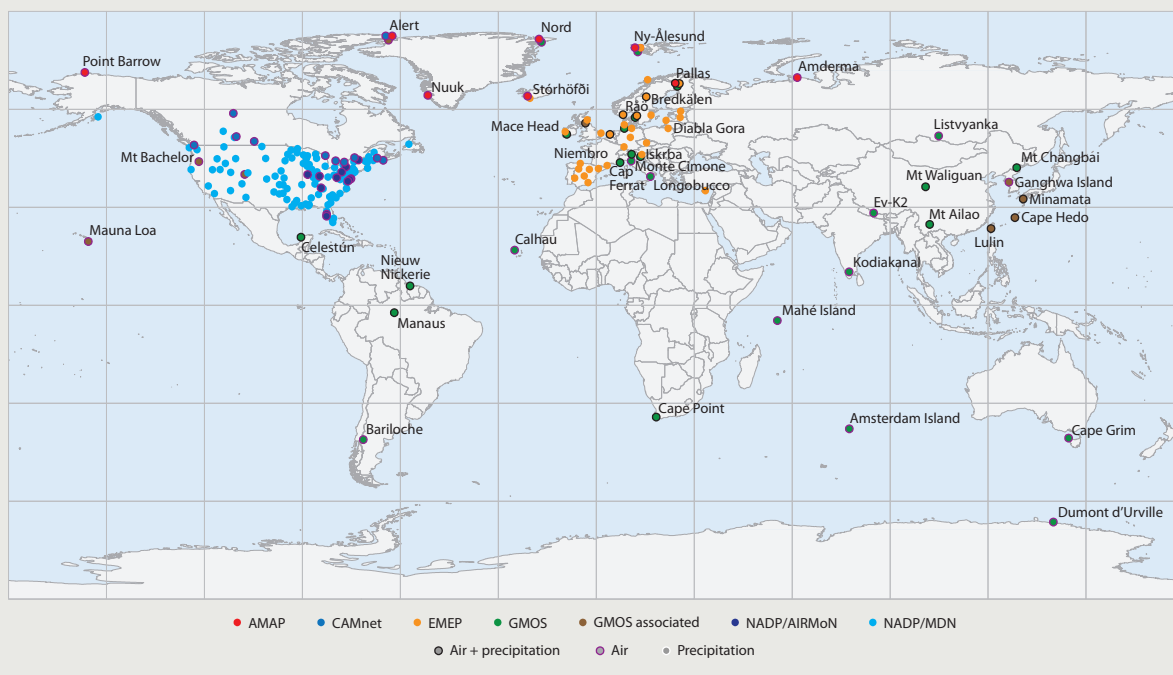 Alert
Nord
Ny-Ålesund
Point Barrow
Nuuk
Stórhöfði
Pallas
Amderma
Råo
Bredkälen
Mace Head
Diabla Gora
Listvyanka
Mt Bachelor
Niembro
Iskrba
Mt Changbai
Cap
Ferrat
Monte Cimone
Longobucco
Mt Waliguan
Ganghwa Island
Minamata
Ev-K2
Mt Ailao
Cape Hedo
Mauna Loa
Celestún
Calhau
Lulin
Nieuw
Nickerie
Kodiakanal
Manaus
Mahé Island
Cape Point
Bariloche
Amsterdam Island
Cape Grim
Dumont d’Urville
AMAP CAMnet EMEP GMOS GMOS associated NADP/AIRMoN NADP/MDN
Air + precipitation Air Precipitation